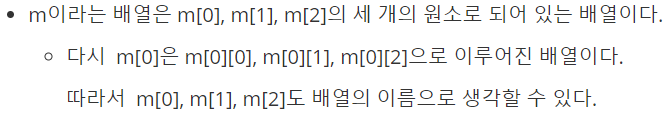 • m이라는 배열은 m[0], m[1], m[2]의 세 개의 원소로 되어 있는 배열이다.
○ 다시 m[0]은 m[0][0], m[0][1], m[0][2]으로 이루어진 배열이다.
따라서 m[0], m[1], m[2]도 배열의 이름으로 생각할 수 있다.